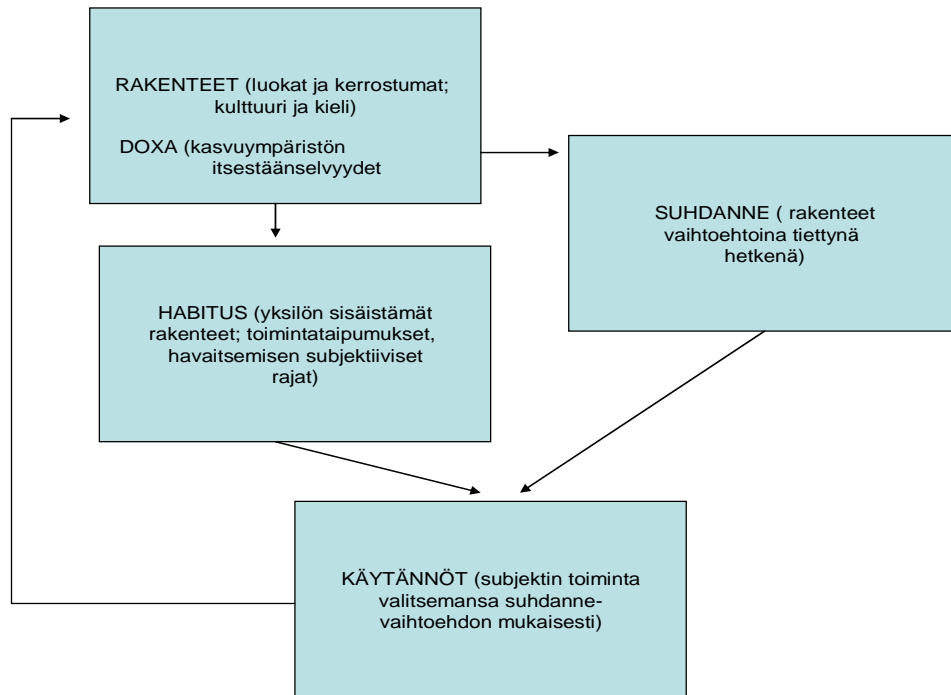 RAKENTEET (luokat ja kerrostumat;
kulttuuri ja kieli)
DOXA (kasvuympäristön
itsestäänselvyydet
SUHDANNE ( rakenteet
vaihtoehtoina tiettynä
hetkenä)
HABITUS (yksilön sisäistämät
rakenteet; toimintataipumukset,
havaitsemisen subjektiiviset
rajat)
KÄYTÄNNÖT (subjektin toiminta
valitsemansa suhdanne-
vaihtoehdon mukaisesti)